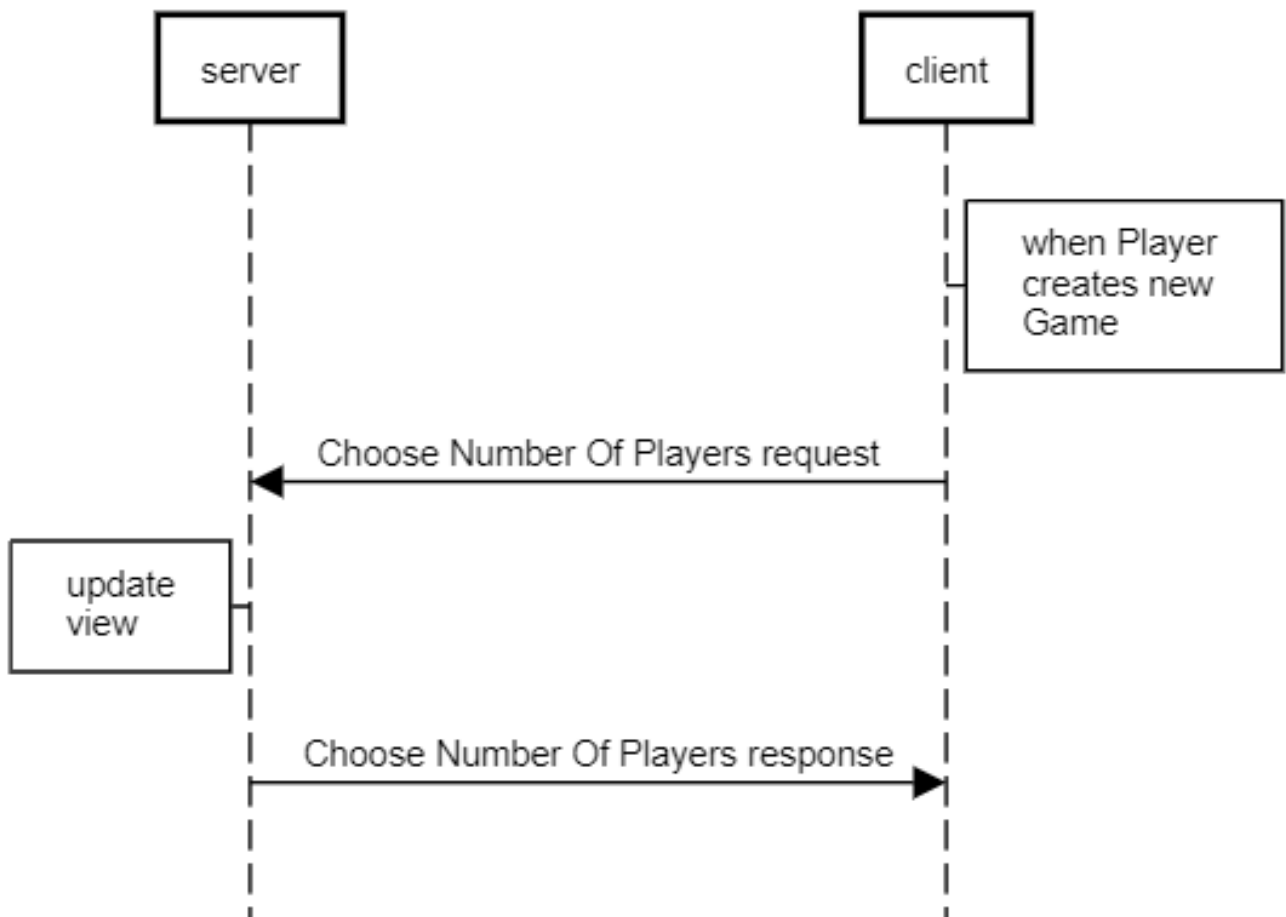 server
client
when Player
creates new
Game
Choose Number Of Players request
update
view
Choose Number Of Players response